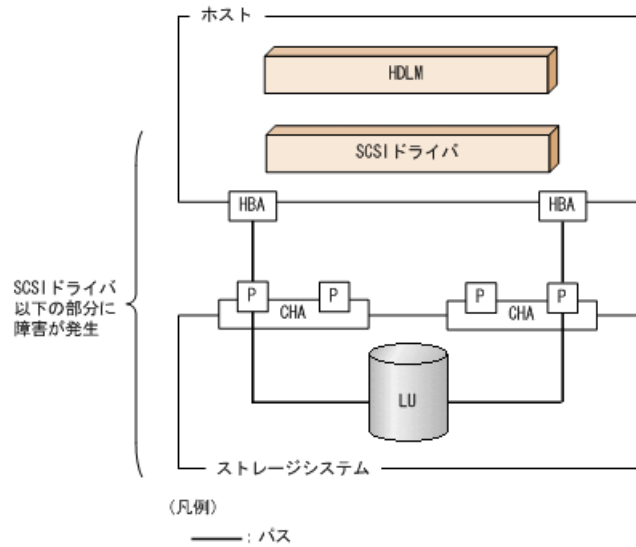 ホスト
HDLM
SCSIドライバ
HBA
HBA
SCSIドライバ
以下の部分に
障害が発生
P
P
P
P
CHA
CHA
LU
ストレージシステム
(凡例)
：パス